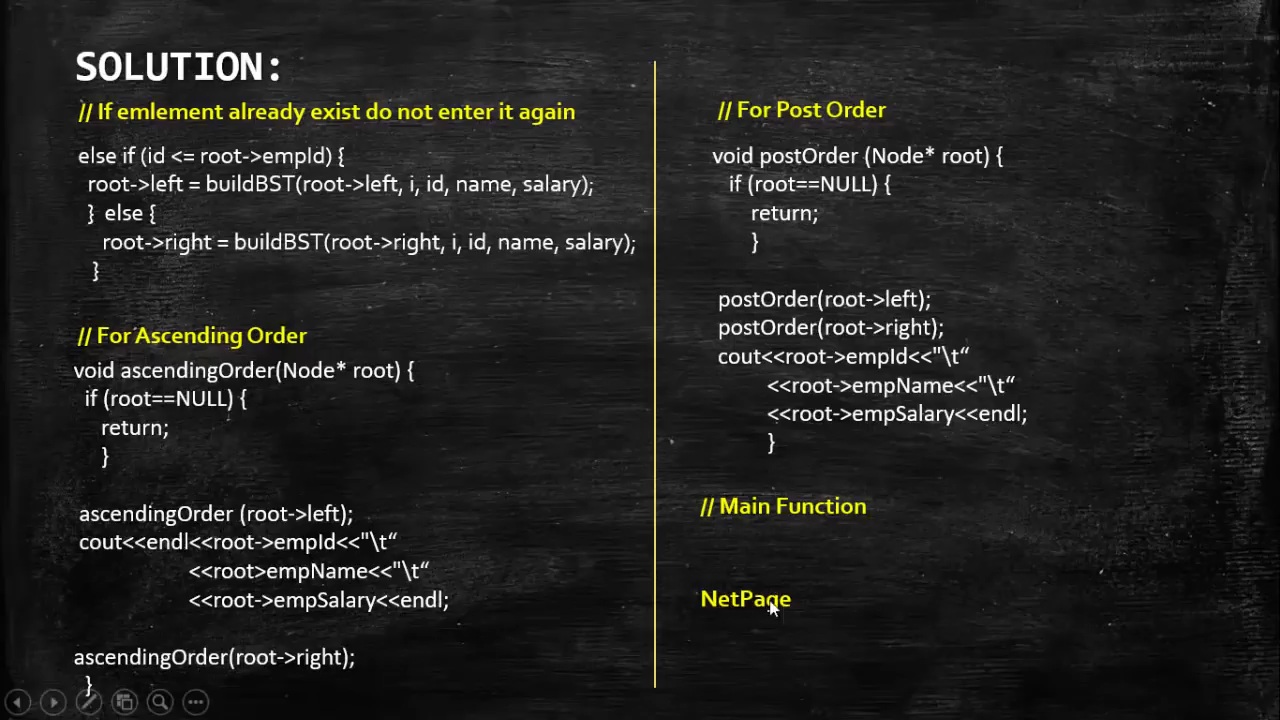 SOLUTION:
// If emlement already exist do not enter it again
else if (id <= root->empId) {
root->left = buildBST(root->left, i, id, name, salary);
} else {
root->right = buildBST(root->right, i, id, name, salary);
}
// For Ascending Order
void ascendingOrder(Node* root) {
if (root==NULL) {
return;
}
ascendingOrder (root->left);
cout<<endl<<root->empId<<"\t“
<<root>empName<<"\t“
<<root->empSalary<<endl;
ascendingOrder(root->right);
}
// For Post Order
void postOrder (Node* root) {
if (root==NULL) {
return;
}
postOrder(root->left);
postOrder(root->right);
cout<<root->empId<<"\t“
<<root->empName<<"\t“
<<root->empSalary<<endl;
}
// Main Function
NetPage